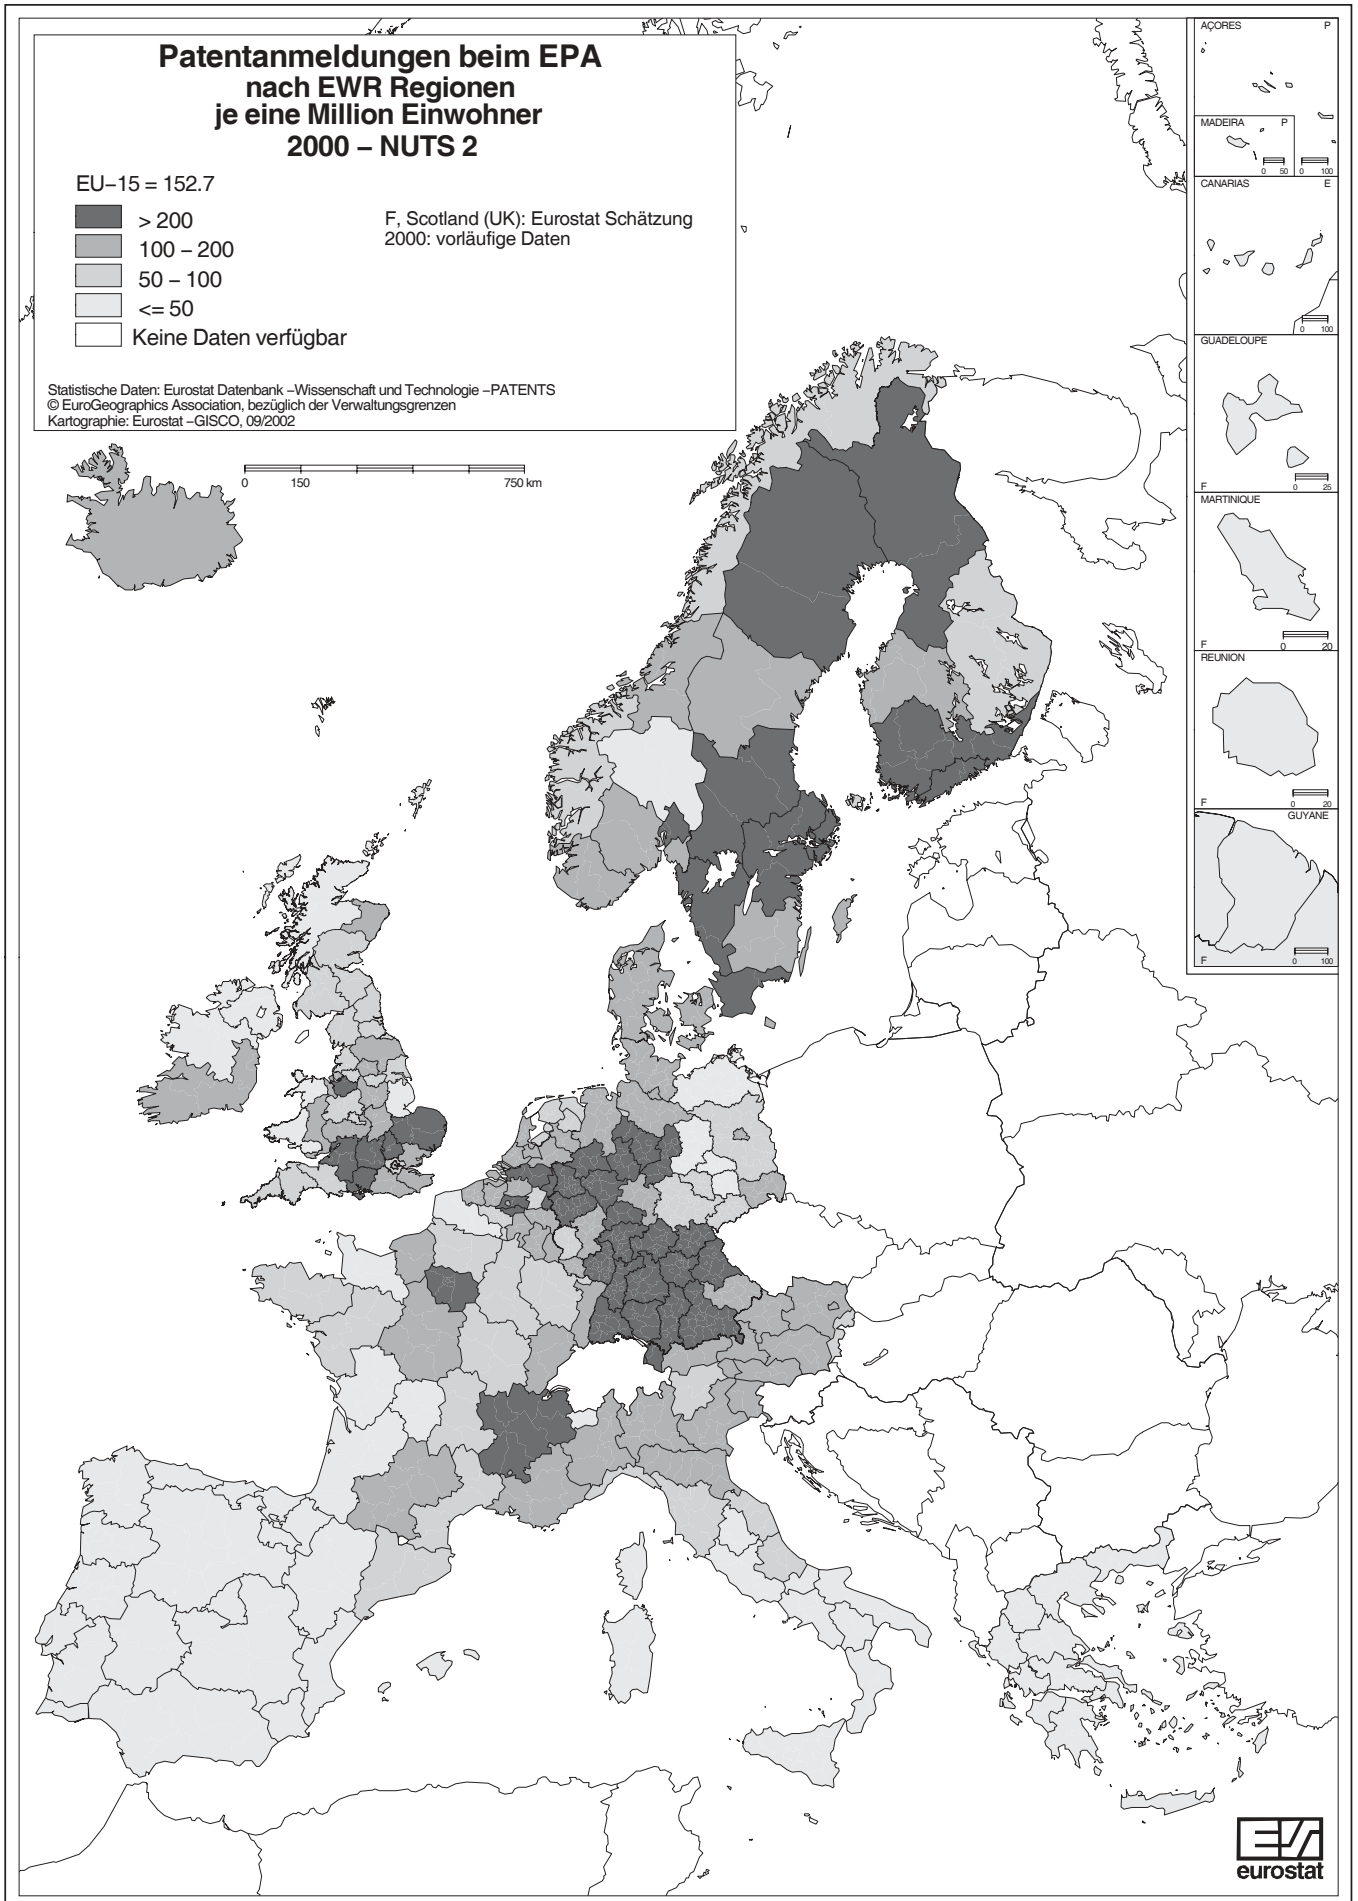 Patentanmeldungen beim EPA
nach EWR Regionen
je eine Million Einwohner
2000 – NUTS 2
EU–15 = 152.7
> 200
100 – 200
50 – 100
<= 50
Keine Daten verfügbar
F, Scotland (UK): Eurostat Schätzung
2000: vorläufige Daten
Statistische Daten: Eurostat Datenbank –Wissenschaft und Technologie –PATENTS
© EuroGeographics Association, bezüglich der Verwaltungsgrenzen
Kartographie: Eurostat –GISCO, 09/2002
0 150 750 km
AÇORES P
MADEIRA P
0 50
0 100
CANARIAS E
0 100
GUADELOUPE
F 0 25
MARTINIQUE
F 0 20
REUNION
F 0 20
GUYANE
F 0 100
eurostat